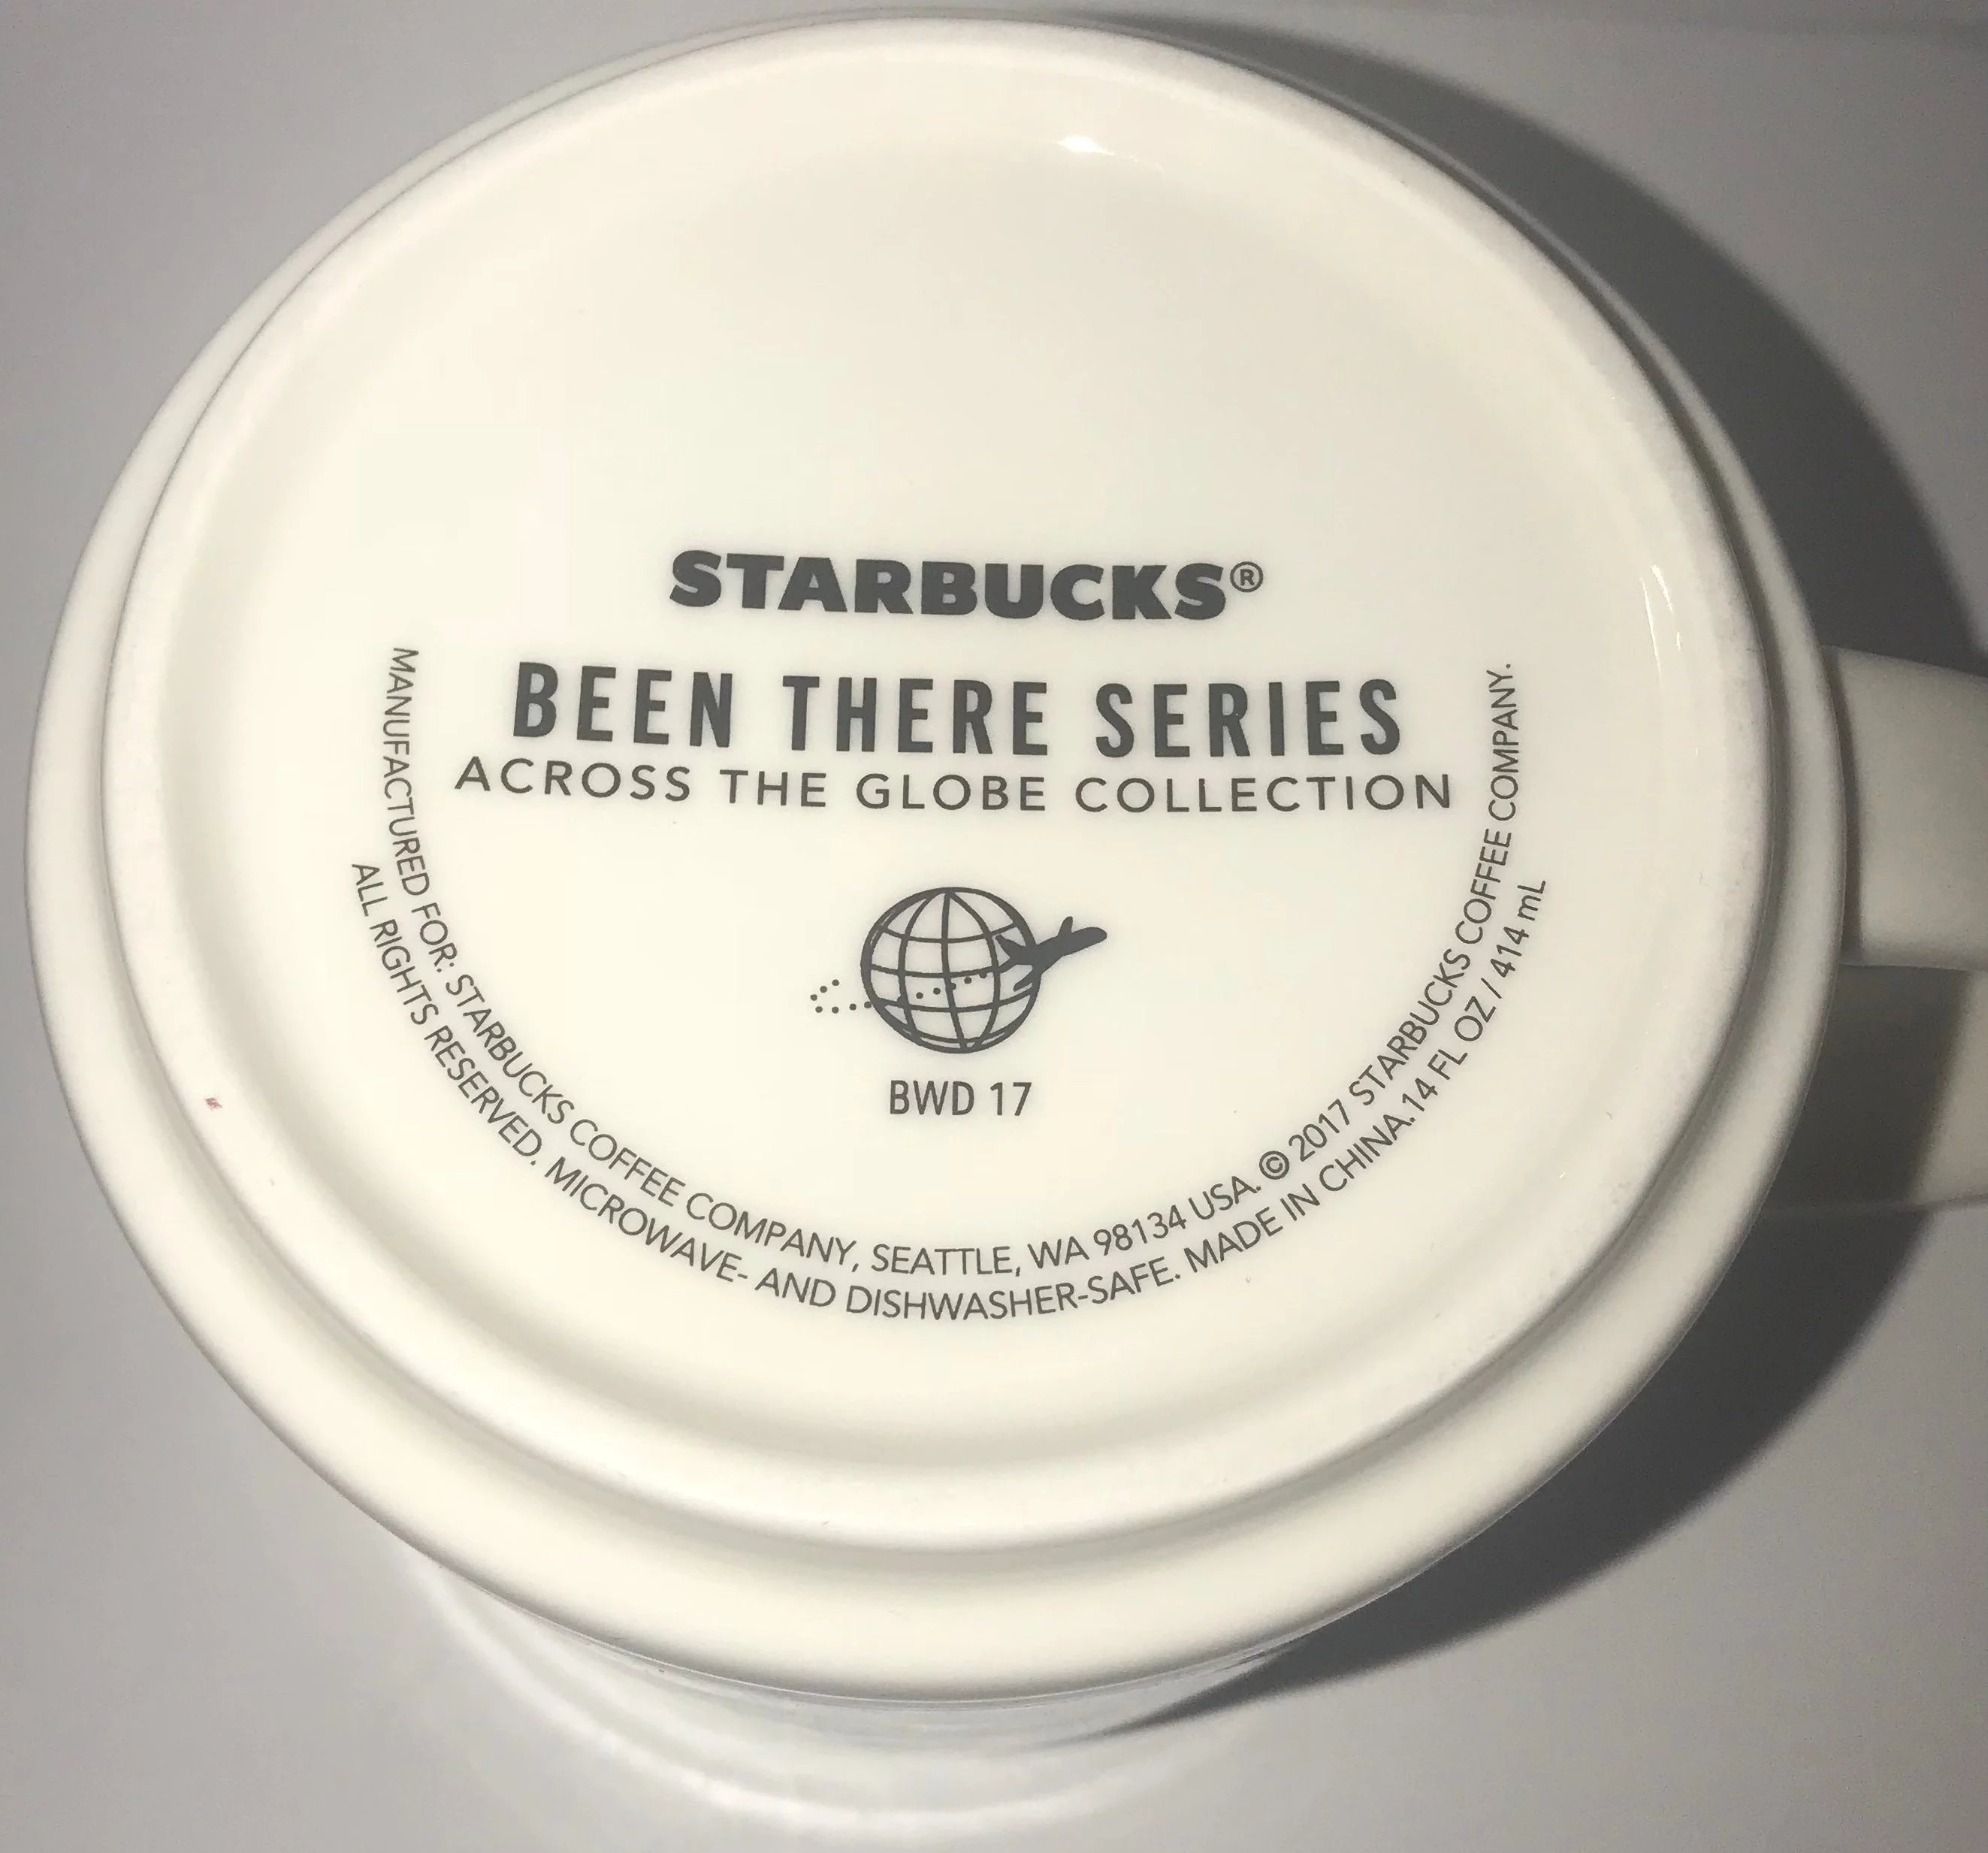 STARBUCKS®
BEEN THERE SERIES
ACROSS THE GLOBE COLLECTION
BWD 17
MANUFACTURED FOR: STARBUCKS COFFEE COMPANY, SEATTLE, WA 98134 USA. © 2017 STARBUCKS COFFEE COMPANY.
ALL RIGHTS RESERVED. MICROWAVE- AND DISHWASHER-SAFE. MADE IN CHINA. 14 FL OZ / 414 mL